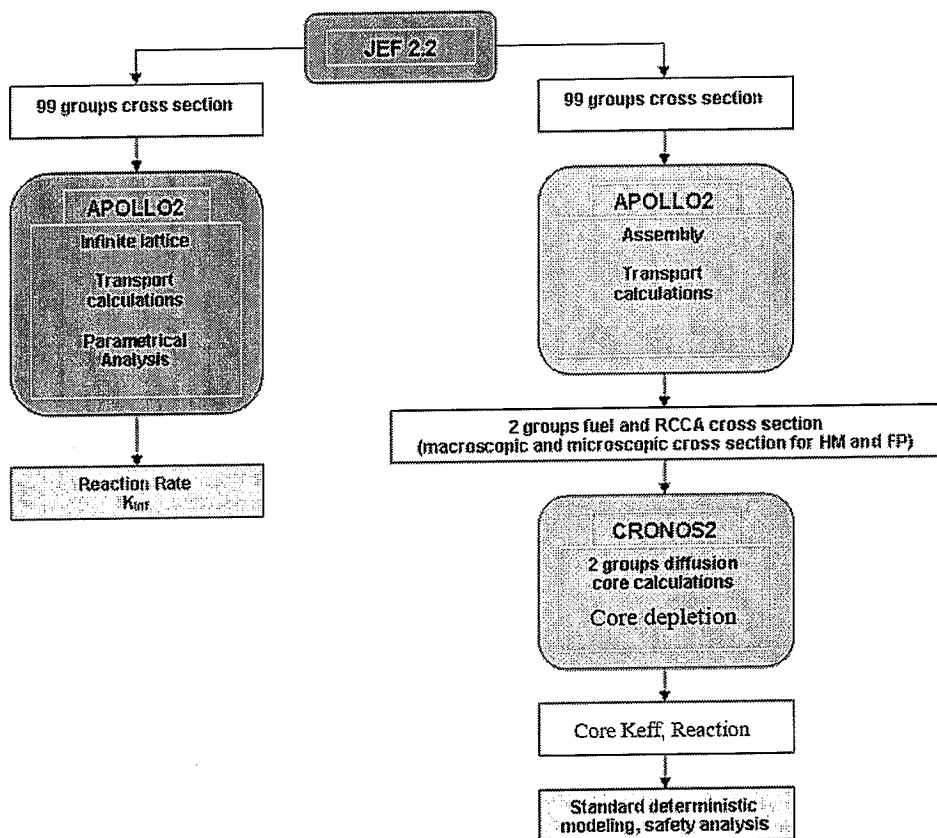 JEF 2.2
99 groups cross section
APOLLO2
Infinite lattice
Transport
calculations
Parametrical
Analysis
Reaction Rate
Kinf
99 groups cross section
APOLLO2
Assembly
Transport
calculations
2 groups fuel and RCCA cross section
(macroscopic and microscopic cross section for HM and FP)
CRONOS2
2 groups diffusion
core calculations
Core depletion
Core Keff, Reaction
Standard deterministic
modeling, safety analysis